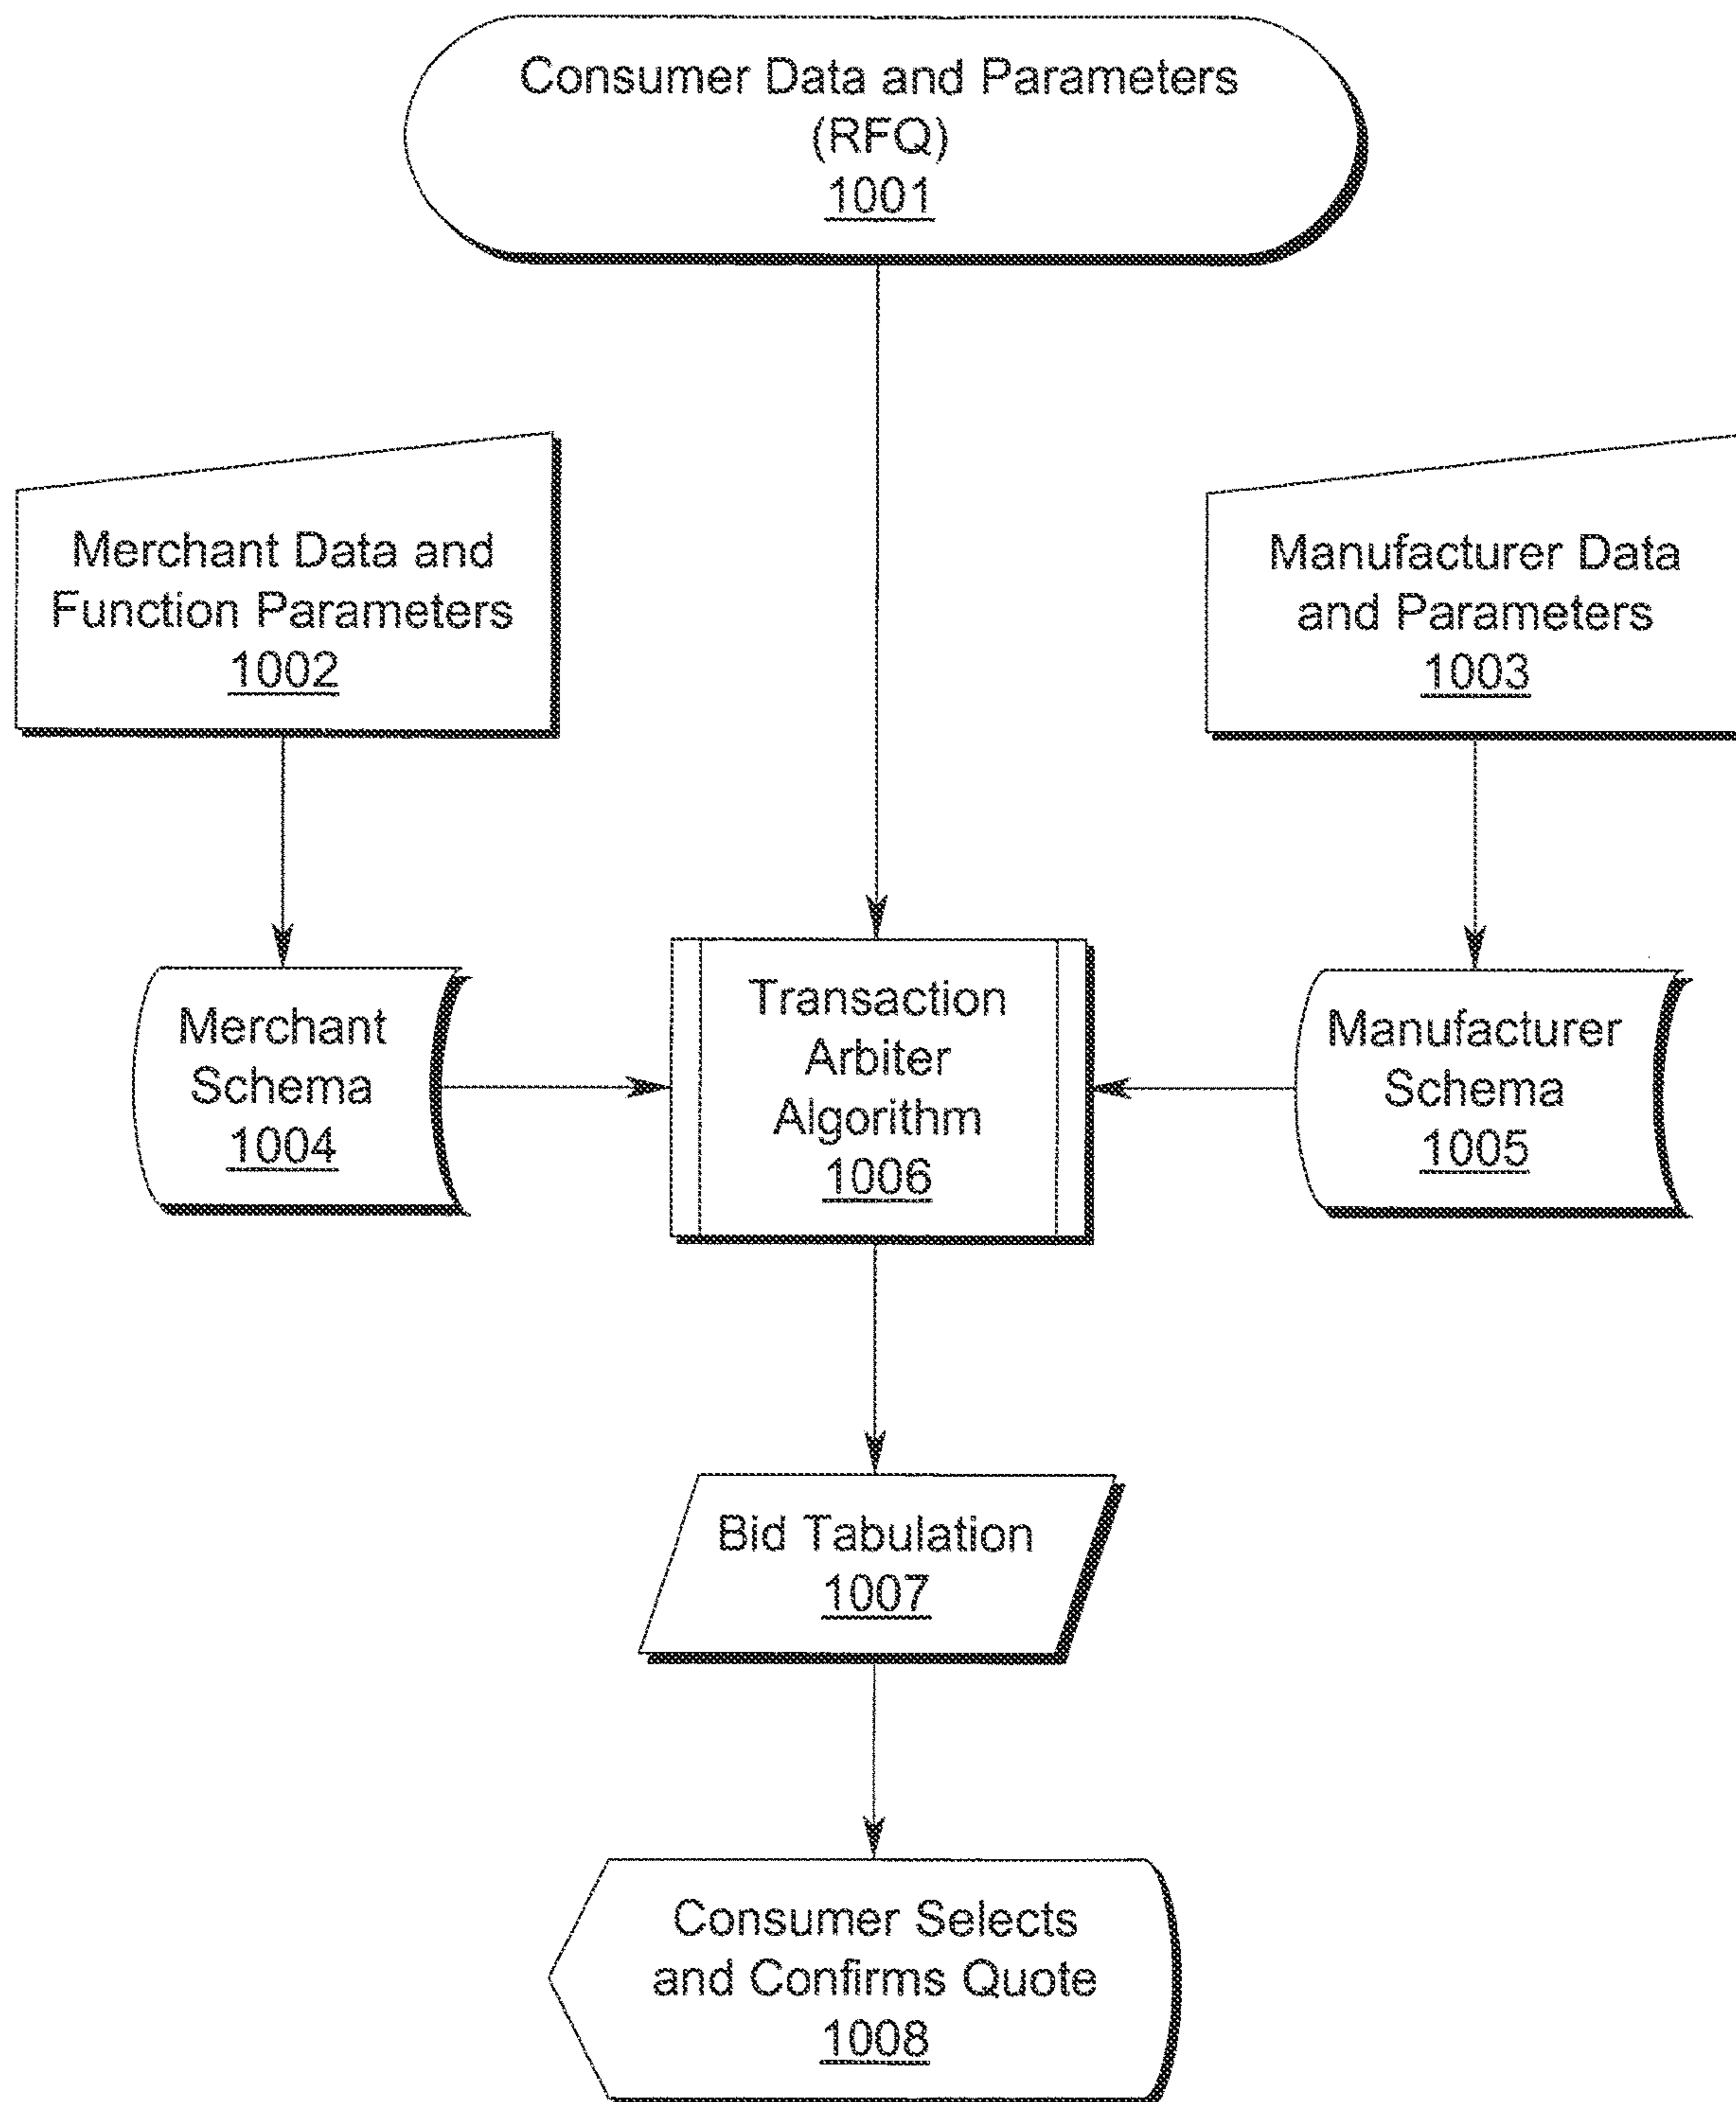 Consumer Data and Parameters
(RFQ)
1001
Merchant Data and
Function Parameters
1002
Manufacturer Data
and Parameters
1003
Merchant
Schema
1004
Transaction
Arbiter
Algorithm
1006
Manufacturer
Schema
1005
Bid Tabulation
1007
Consumer Selects
and Confirms Quote
1008